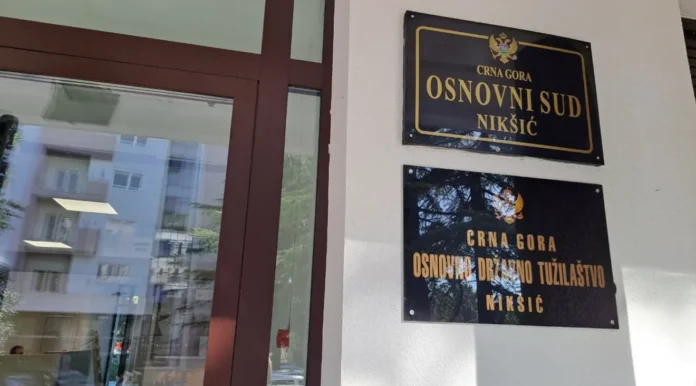 CRNA GORA
OSNOVNI SUD
NIKŠIĆ
CRNA GORA
OSNOVNO DRŽAVNO TUŽILAŠTVO
NIKŠIĆ